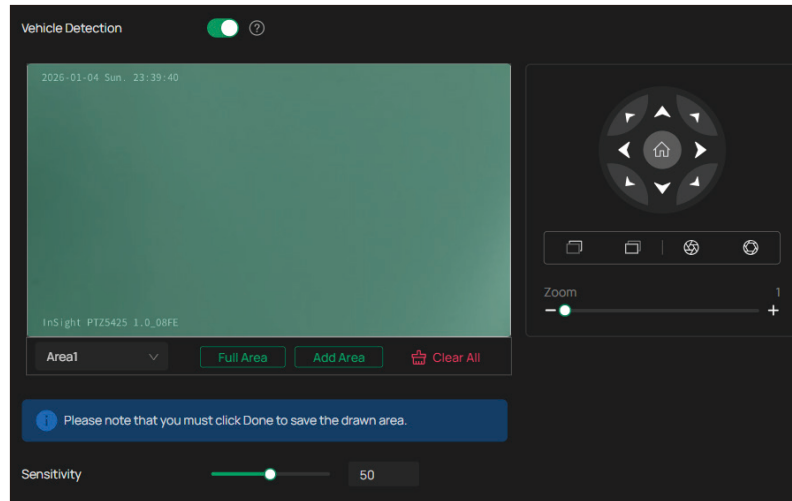 Vehicle Detection
2026-01-04 Sun. 23:39:40
InSight PTZ5425 1.0_08FE
Zoom 1
Area1 Full Area Add Area Clear All
Please note that you must click Done to save the drawn area.
Sensitivity 50